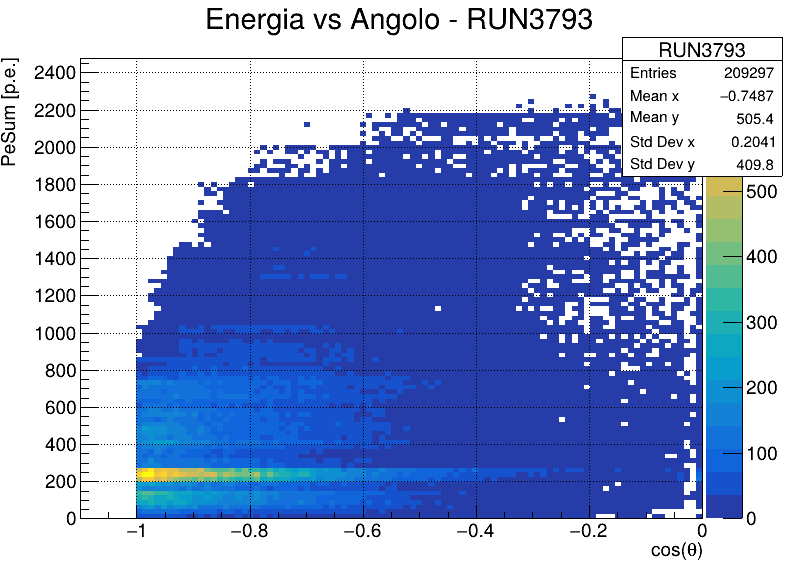 Energia vs Angolo - RUN3793
RUN3793
Entries 209297
Mean x −0.7487
Mean y 505.4
Std Dev x 0.2041
Std Dev y 409.8
PeSum [p.e.]
2400
2200
2000
1800
1600
1400
1200
1000
800
600
400
200
0
500
400
300
200
100
0
−1 −0.8 −0.6 −0.4 −0.2 0
cos(θ)